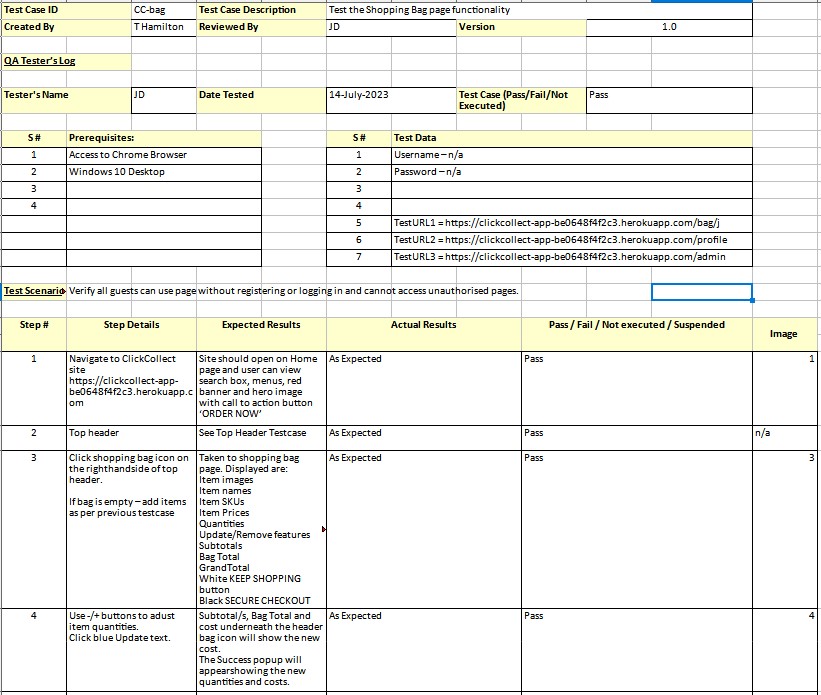 Test Case ID CC-bag Test Case Description Test the Shopping Bag page functionality
Created By T Hamilton Reviewed By JD Version 1.0
QA Tester's Log
Tester's Name JD Date Tested 14-July-2023 Test Case (Pass/Fail/Not
Executed) Pass
S # Prerequisites:
1 Access to Chrome Browser
2 Windows 10 Desktop
3
4
S # Test Data
1 Username – n/a
2 Password – n/a
3
4
5 TestURL1 = https://clickcollect-app-be0648f4f2c3.herokuapp.com/bag/j
6 TestURL2 = https://clickcollect-app-be0648f4f2c3.herokuapp.com/profile
7 TestURL3 = https://clickcollect-app-be0648f4f2c3.herokuapp.com/admin
Test Scenario Verify all guests can use page without registering or logging in and cannot access unauthorised pages.
Step # Step Details Expected Results Actual Results Pass / Fail / Not executed / Suspended Image
1
Navigate to ClickCollect
site
https://clickcollect-app-
be0648f4f2c3.herokuapp.c
om
Site should open on Home
page and user can view
search box, menus, red
banner and hero image
with call to action button
‘ORDER NOW’
As Expected
Pass
1
2
Top header
See Top Header Testcase
As Expected
Pass
n/a
3
Click shopping bag icon on
the righthandside of top
header.
If bag is empty – add items
as per previous testcase
Taken to shopping bag
page. Displayed are:
Item images
Item names
Item SKUs
Item Prices
Quantities
Update/Remove features
Subtotals
Bag Total
GrandTotal
White KEEP SHOPPING
button
Black SECURE CHECKOUT
As Expected
Pass
3
4
Use -/+ buttons to adust
item quantities.
Click blue Update text.
Subtotal/s, Bag Total and
cost underneath the header
bag icon will show the new
cost.
The Success popup will
appearshowing the new
quantities and costs.
As Expected
Pass
4